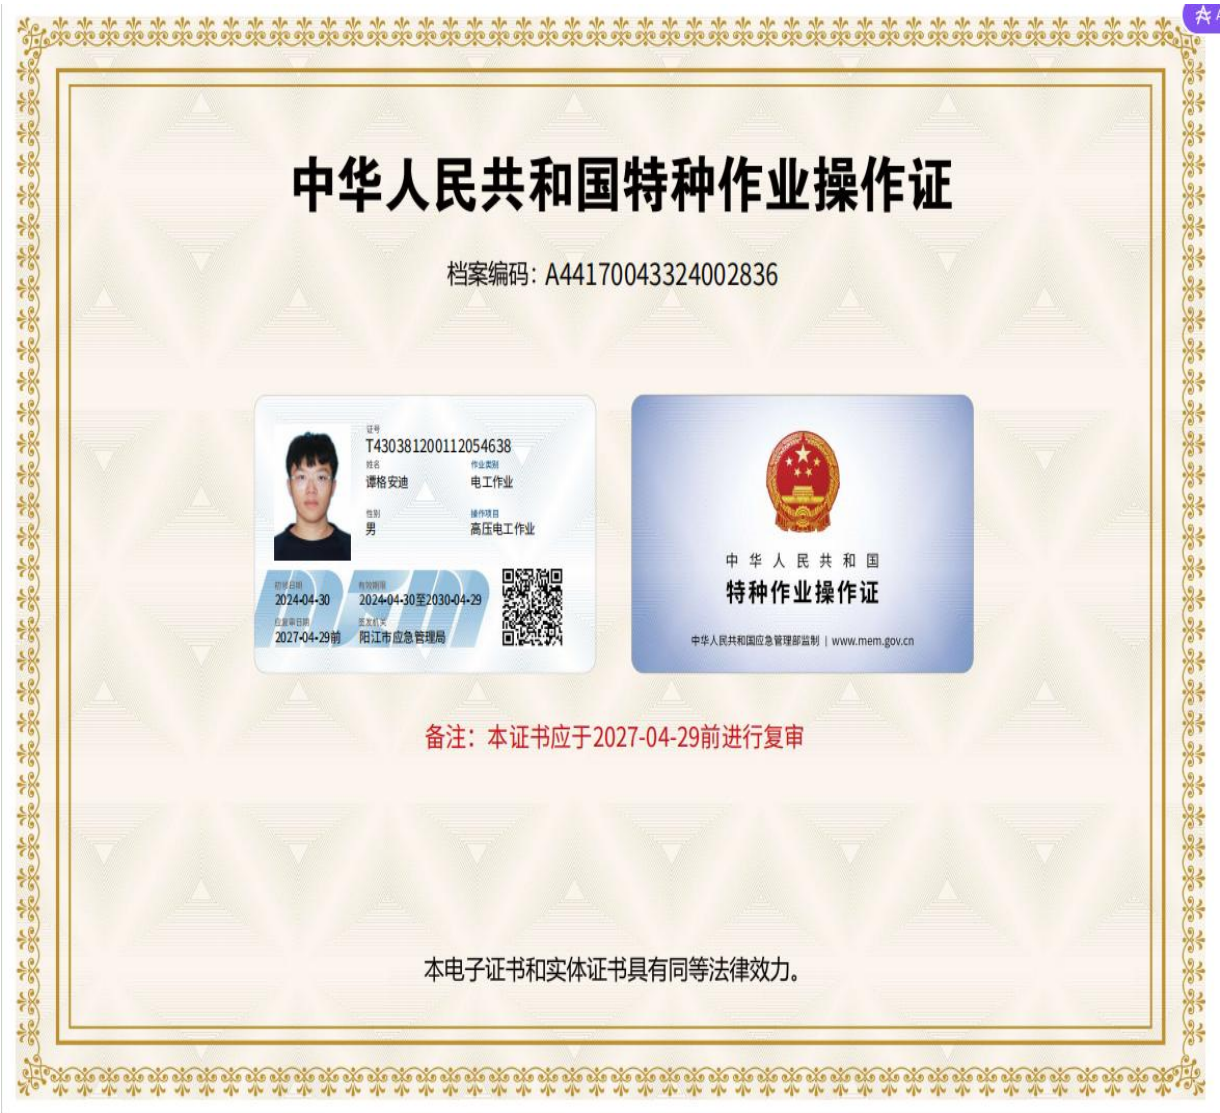 中华人民共和国特种作业操作证
档案编码：A44170043324002836
证号
T430381200112054638
姓名
作业类别
谭格安迪
电工作业
性别
操作项目
男
高压电工作业
初领日期
有效期限
2024-04-30
2024-04-30至2030-04-29
应复审日期
签发机关
2027-04-29前
阳江市应急管理局
中华人民共和国
特种作业操作证
中华人民共和国应急管理部监制 | www.mem.gov.cn
备注：本证书应于2027-04-29前进行复审
本电子证书和实体证书具有同等法律效力。